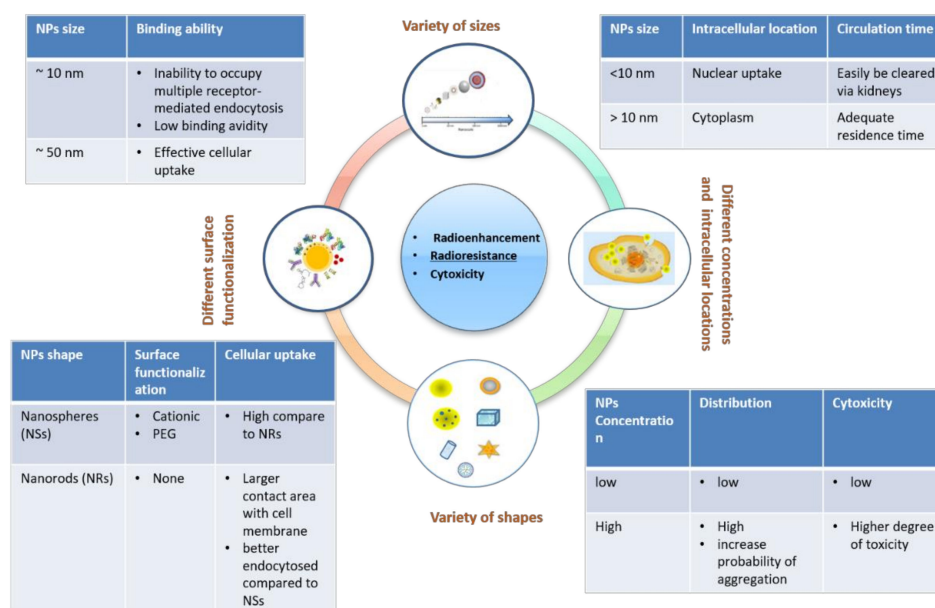 Variety of sizes
NPs size
Binding ability
~ 10 nm
• Inability to occupy
multiple receptor-
mediated endocytosis
• Low binding avidity
~ 50 nm
• Effective cellular
uptake
NPs size
Intracellular location
Circulation time
<10 nm
Nuclear uptake
Easily be cleared
via kidneys
> 10 nm
Cytoplasm
Adequate
residence time
Different surface
functionalization
• Radioenhancement
• Radioresistance
• Cytoxicity
Different concentrations
and intracellular locations
NPs shape
Surface
functionaliz
ation
Cellular uptake
Nanospheres
(NSs)
• Cationic
• PEG
• High compare
to NRs
Nanorods (NRs)
• None
• Larger
contact area
with cell
membrane
• better
endocytosed
compared to
NSs
Variety of shapes
NPs
Concentratio
n
Distribution
Cytoxicity
low
• low
• low
High
• High
• increase
probability of
aggregation
• Higher degree
of toxicity